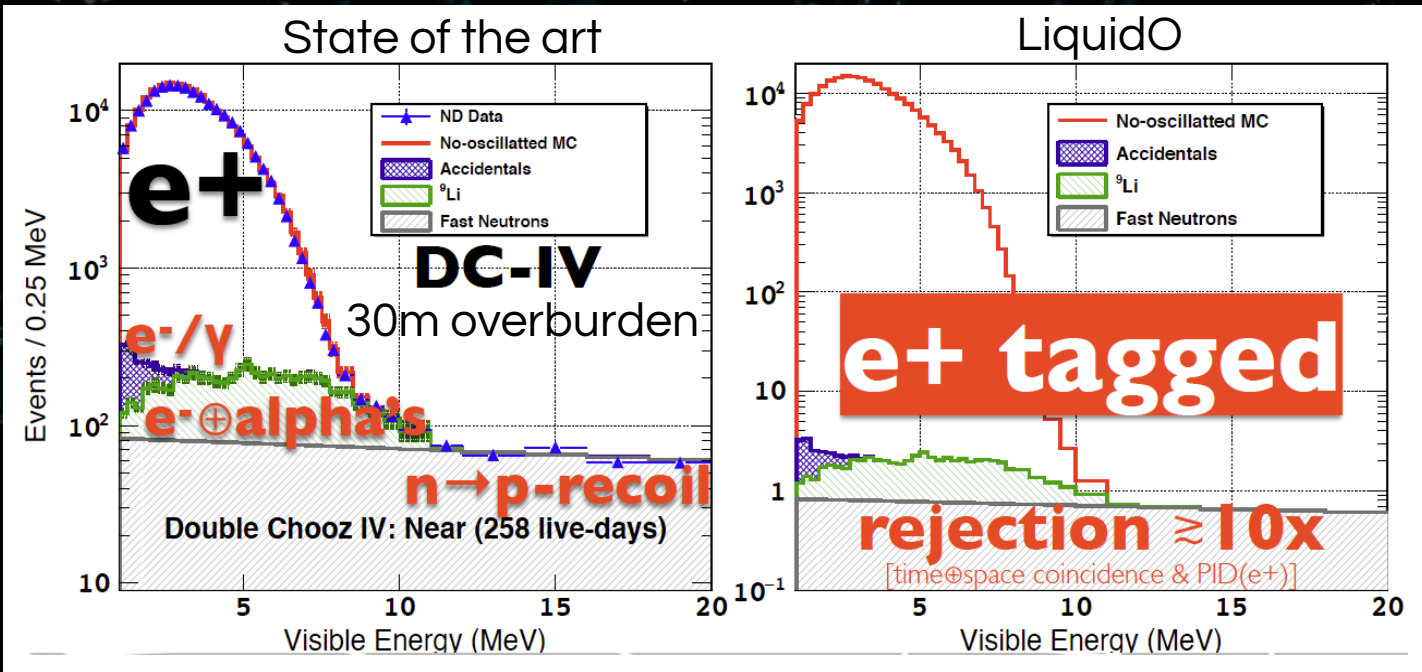 State of the art
10⁴
10³
10²
10
Events / 0.25 MeV
ND Data
No-oscillatted MC
Accidentals
⁹Li
Fast Neutrons
e+
DC-IV
30m overburden
e⁻/γ
e⁻⊕alpha's
n→p-recoil
Double Chooz IV: Near (258 live-days)
5 10 15 20
Visible Energy (MeV)
LiquidO
10⁴
10³
10²
10
1
10⁻¹
No-oscillatted MC
Accidentals
⁹Li
Fast Neutrons
e+ tagged
rejection ≳10x
[time⊕space coincidence & PID(e+)]
5 10 15 20
Visible Energy (MeV)